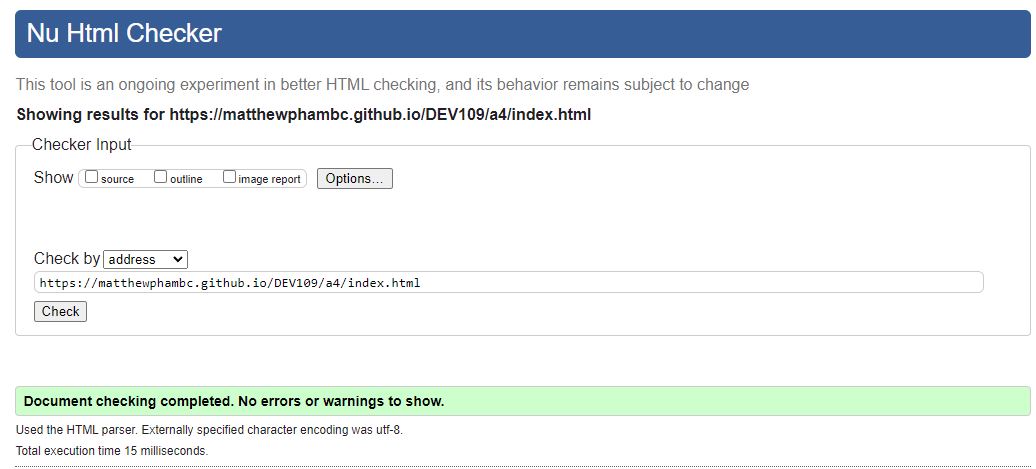 Nu Html Checker
This tool is an ongoing experiment in better HTML checking, and its behavior remains subject to change
Showing results for https://matthewphambc.github.io/DEV109/a4/index.html
Checker Input
Show source outline image report Options...
Check by address
https://matthewphambc.github.io/DEV109/a4/index.html
Check
Document checking completed. No errors or warnings to show.
Used the HTML parser. Externally specified character encoding was utf-8.
Total execution time 15 milliseconds.